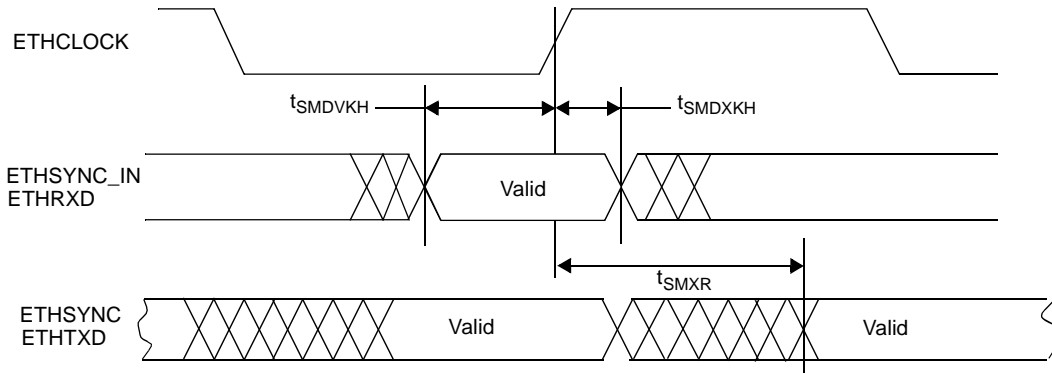 ETHCLOCK
tSMDVKH
tSMDXKH
ETHSYNC_IN
ETHRXD
Valid
tSMXR
ETHSYNC
ETHTXD
Valid
Valid